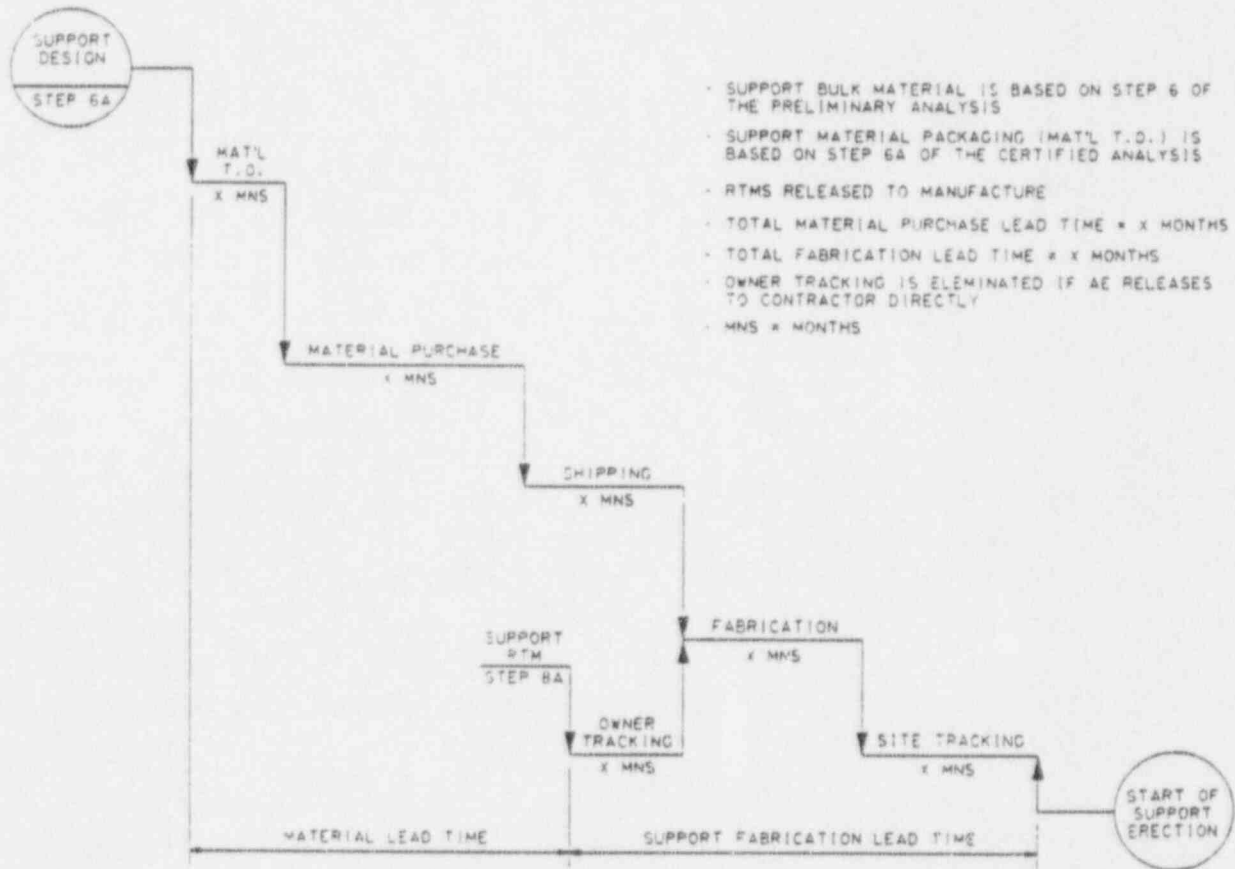 SUPPORT
DESIGN
STEP 6A
· SUPPORT BULK MATERIAL IS BASED ON STEP 6 OF
THE PRELIMINARY ANALYSIS
· SUPPORT MATERIAL PACKAGING (MAT'L T.O.) IS
BASED ON STEP 6A OF THE CERTIFIED ANALYSIS
· RTMS RELEASED TO MANUFACTURE
· TOTAL MATERIAL PURCHASE LEAD TIME = X MONTHS
· TOTAL FABRICATION LEAD TIME = X MONTHS
· OWNER TRACKING IS ELEMINATED IF AE RELEASES
TO CONTRACTOR DIRECTLY
· MNS = MONTHS
MAT'L
T.O.
X MNS
MATERIAL PURCHASE
X MNS
SHIPPING
X MNS
SUPPORT
RTM
STEP 8A
FABRICATION
X MNS
OWNER
TRACKING
X MNS
SITE TRACKING
X MNS
START OF
SUPPORT
ERECTION
MATERIAL LEAD TIME
SUPPORT FABRICATION LEAD TIME